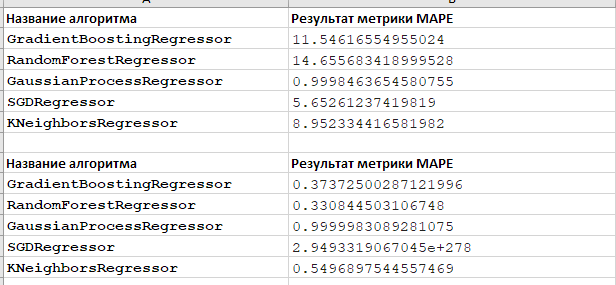 Название алгоритма Результат метрики MAPE
GradientBoostingRegressor 11.54616554955024
RandomForestRegressor 14.655683418999528
GaussianProcessRegressor 0.9998463654580755
SGDRegressor 5.65261237419819
KNeighborsRegressor 8.952334416581982
Название алгоритма Результат метрики MAPE
GradientBoostingRegressor 0.37372500287121996
RandomForestRegressor 0.330844503106748
GaussianProcessRegressor 0.9999983089281075
SGDRegressor 2.9493319067045e+278
KNeighborsRegressor 0.5496897544557469